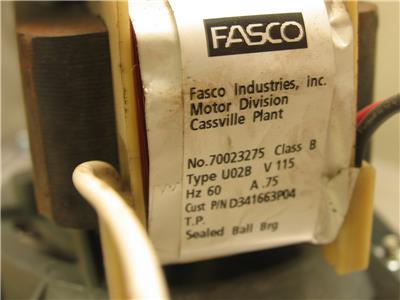 FASCO
Fasco Industries, inc.
Motor Division
Cassville Plant
No.70023275 Class B
Type U02B V 115
Hz 60 A .75
Cust P/N D341663P04
T.P.
Sealed Ball Brg